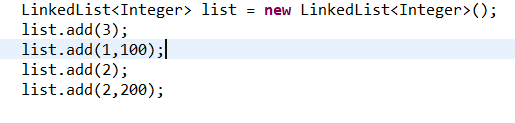 LinkedList<Integer> list = new LinkedList<Integer>();
list.add(3);
list.add(1,100);
list.add(2);
list.add(2,200);